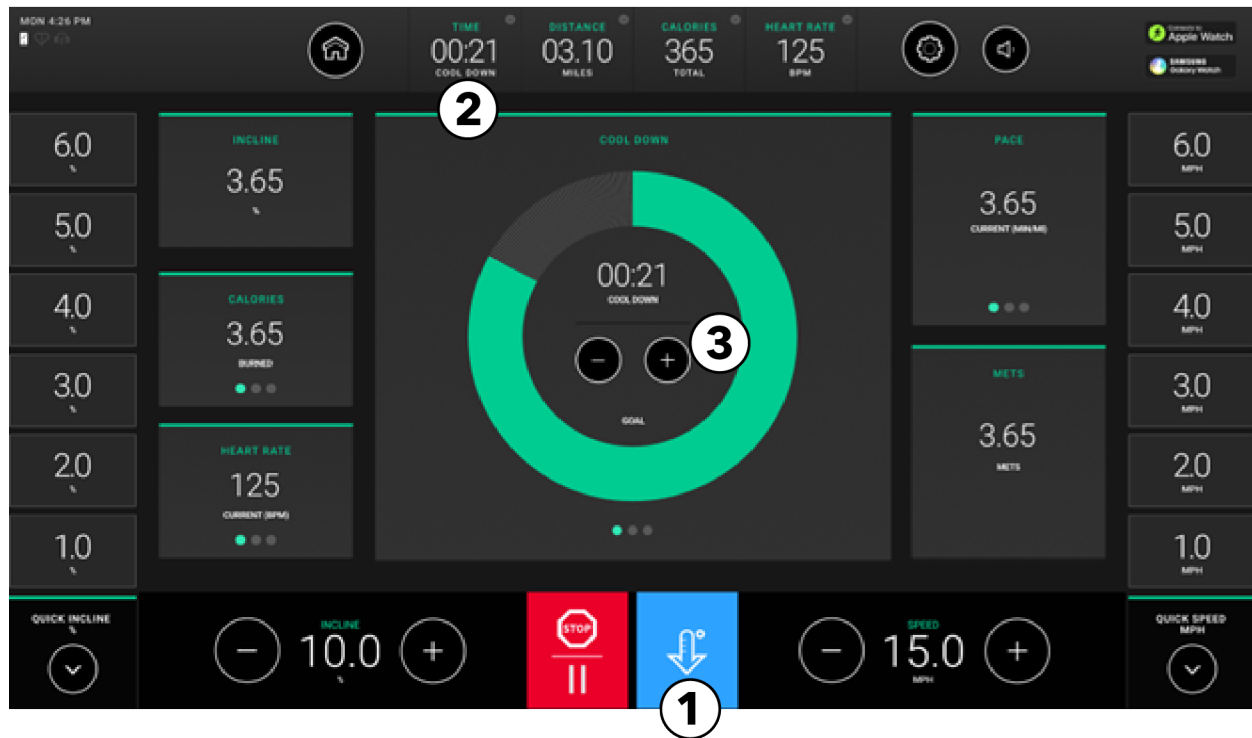 MON 4:26 PM
TIME
00:21
COOL DOWN
DISTANCE
03.10
MILES
CALORIES
365
TOTAL
HEART RATE
125
BPM
Connects to
Apple Watch
SAMSUNG
Galaxy Watch
2
6.0
%
5.0
%
4.0
%
3.0
%
2.0
%
1.0
%
QUICK INCLINE
%
INCLINE
3.65
%
CALORIES
3.65
BURNED
HEART RATE
125
CURRENT (BPM)
COOL DOWN
00:21
COOL DOWN
−
+
3
GOAL
PACE
3.65
CURRENT (MIN/MI)
METS
3.65
METS
6.0
MPH
5.0
MPH
4.0
MPH
3.0
MPH
2.0
MPH
1.0
MPH
QUICK SPEED
MPH
−
INCLINE
10.0
%
+
STOP
1
−
SPEED
15.0
MPH
+